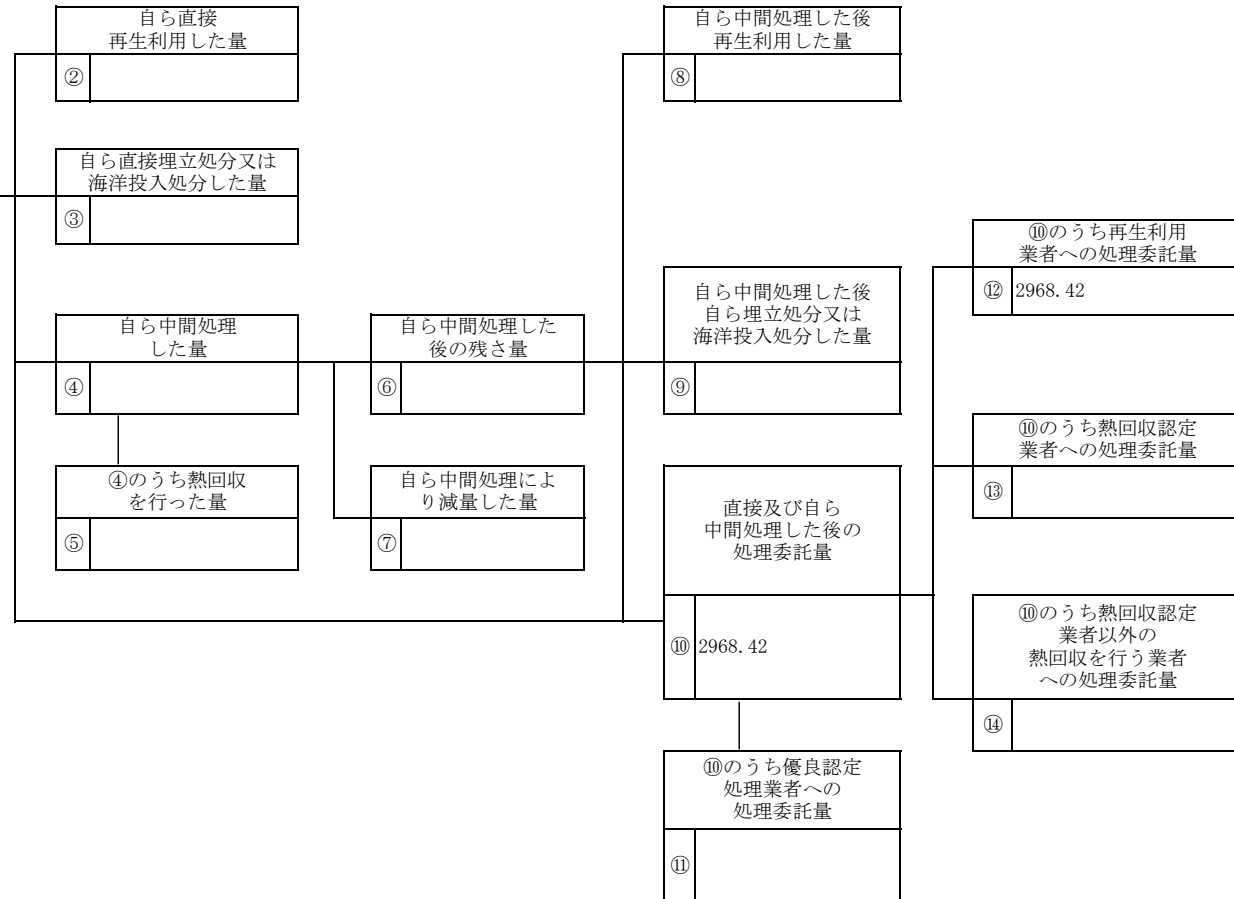 自ら直接
再生利用した量
②
自ら中間処理した後
再生利用した量
⑧
自ら直接埋立処分又は
海洋投入処分した量
③
⑩のうち再生利用
業者への処理委託量
⑫ 2968.42
自ら中間処理
した量
④
自ら中間処理した
後の残さ量
⑥
自ら中間処理した後
自ら埋立処分又は
海洋投入処分した量
⑨
⑩のうち熱回収認定
業者への処理委託量
⑬
④のうち熱回収
を行った量
⑤
自ら中間処理によ
り減量した量
⑦
直接及び自ら
中間処理した後の
処理委託量
⑩ 2968.42
⑩のうち熱回収認定
業者以外の
熱回収を行う業者
への処理委託量
⑭
⑩のうち優良認定
処理業者への
処理委託量
⑪